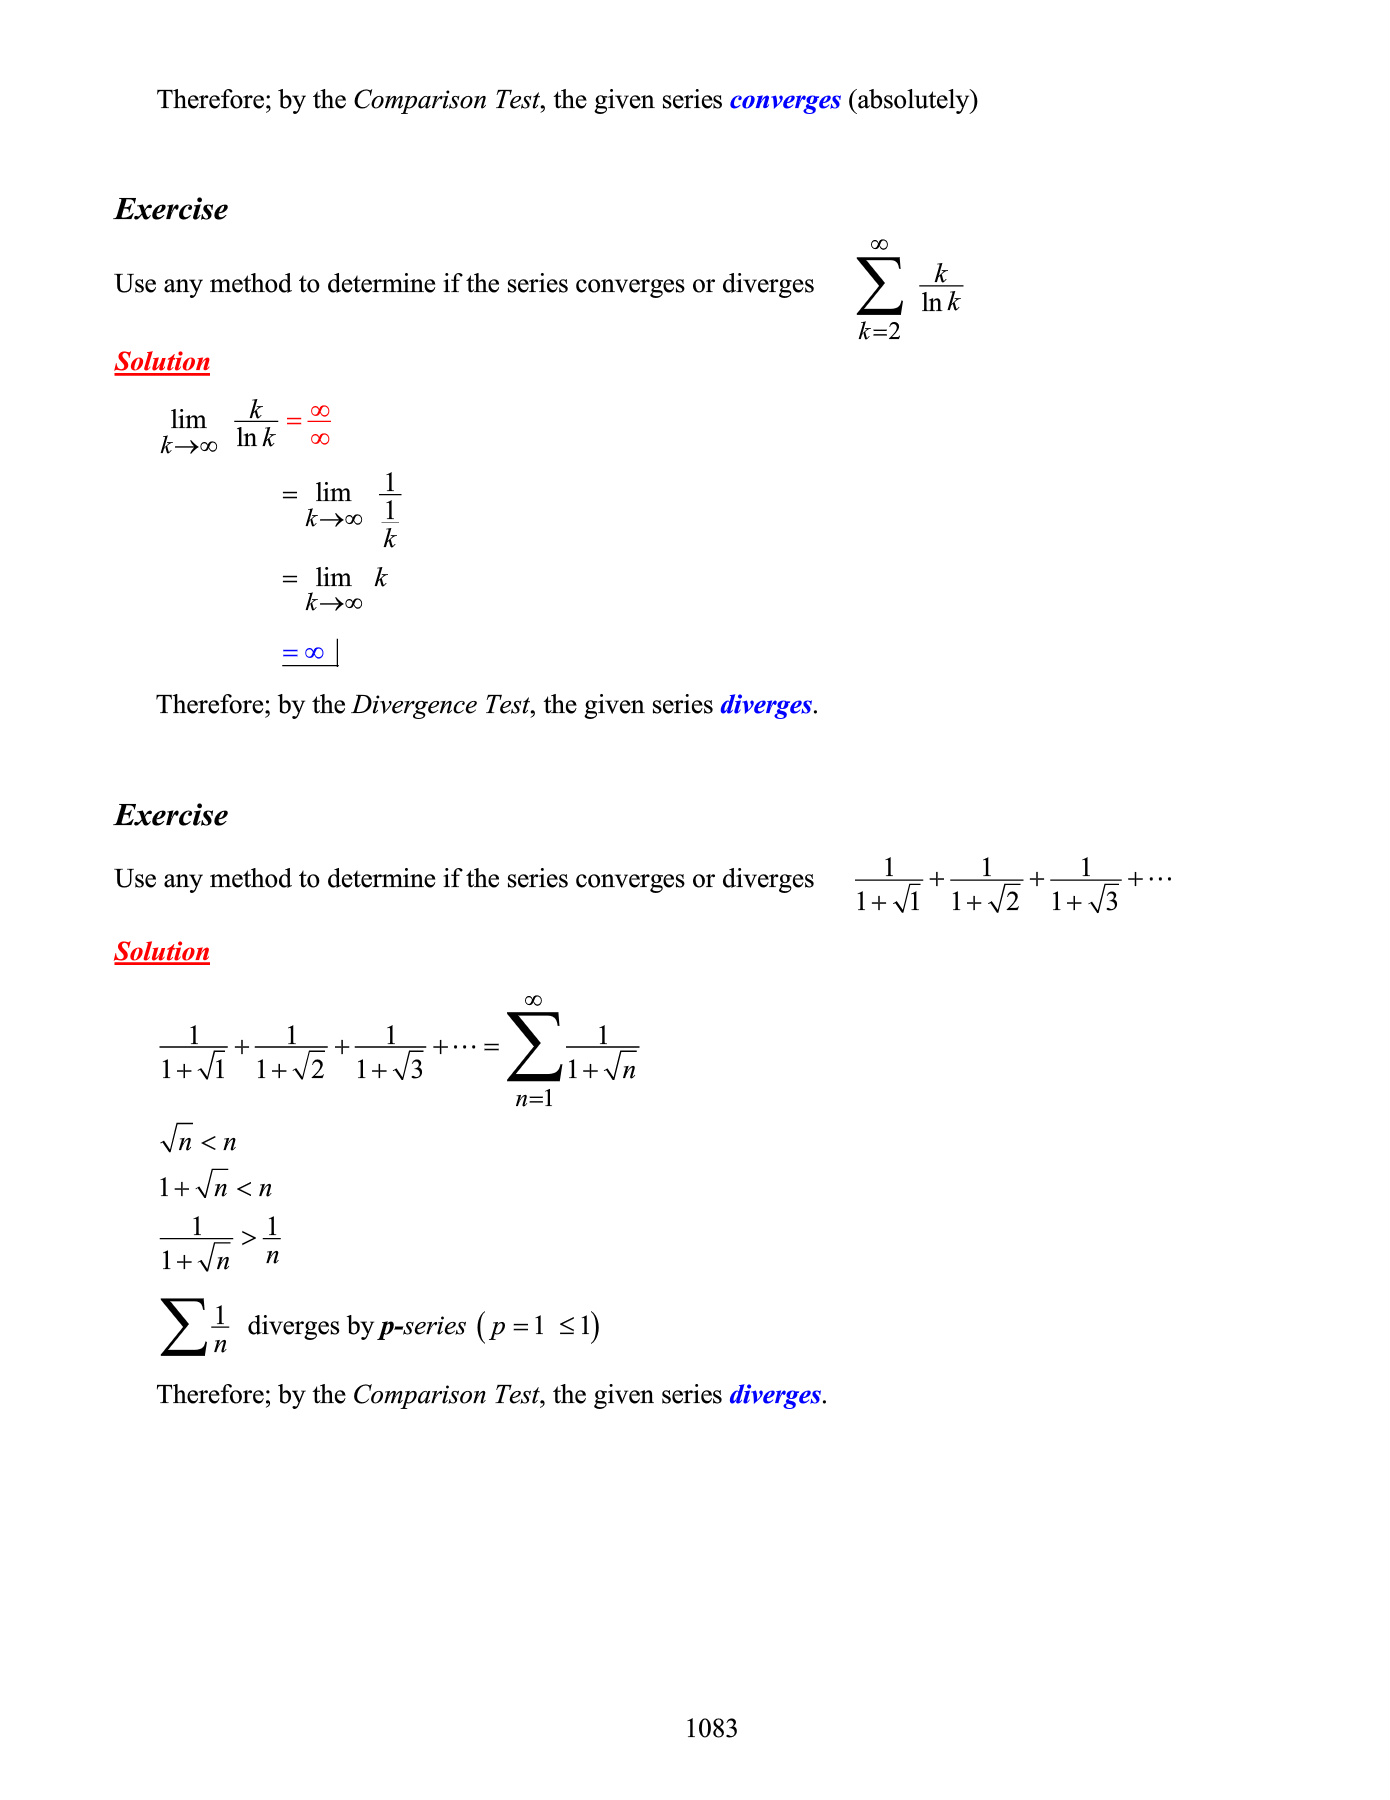 Therefore; by the Comparison Test, the given series converges (absolutely)
Exercise
Use any method to determine if the series converges or diverges $\sum_{k=2}^{\infty} \frac{k}{\ln k}$
Solution
$\lim_{k\to\infty} \frac{k}{\ln k} = \frac{\infty}{\infty}$
$= \lim_{k\to\infty} \frac{1}{\frac{1}{k}}$
$= \lim_{k\to\infty} k$
$= \infty$
Therefore; by the Divergence Test, the given series diverges.
Exercise
Use any method to determine if the series converges or diverges $\frac{1}{1+\sqrt{1}} + \frac{1}{1+\sqrt{2}} + \frac{1}{1+\sqrt{3}} + \cdots$
Solution
$\frac{1}{1+\sqrt{1}} + \frac{1}{1+\sqrt{2}} + \frac{1}{1+\sqrt{3}} + \cdots = \sum_{n=1}^{\infty} \frac{1}{1+\sqrt{n}}$
$\sqrt{n} < n$
$1+\sqrt{n} < n$
$\frac{1}{1+\sqrt{n}} > \frac{1}{n}$
$\sum \frac{1}{n}$ diverges by p-series $(p = 1 \leq 1)$
Therefore; by the Comparison Test, the given series diverges.
1083